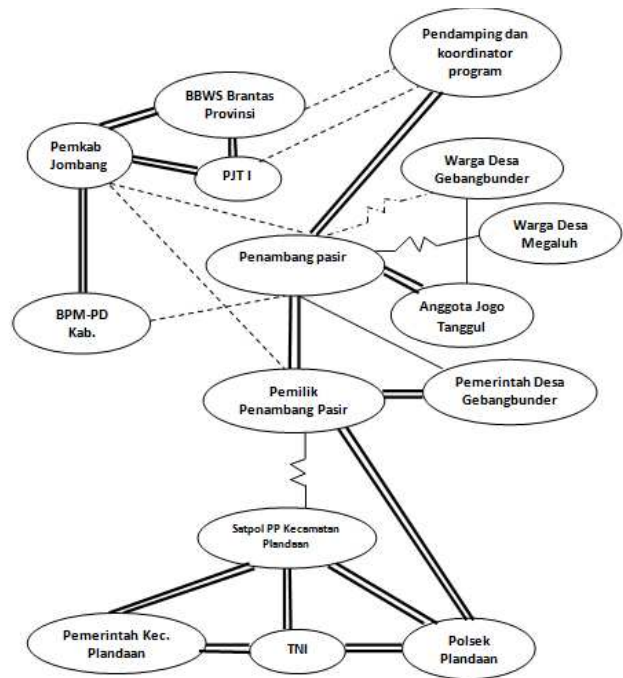 Pendamping dan
koordinator
program
BBWS Brantas
Provinsi
Pemkab
Jombang
PJT I
Warga Desa
Gebangbunder
Warga Desa
Megaluh
Penambang pasir
Anggota Jogo
Tanggul
BPM-PD
Kab.
Pemilik
Penambang Pasir
Pemerintah Desa
Gebangbunder
Satpol PP Kecamatan
Plandaan
Pemerintah Kec.
Plandaan
TNI
Polsek
Plandaan